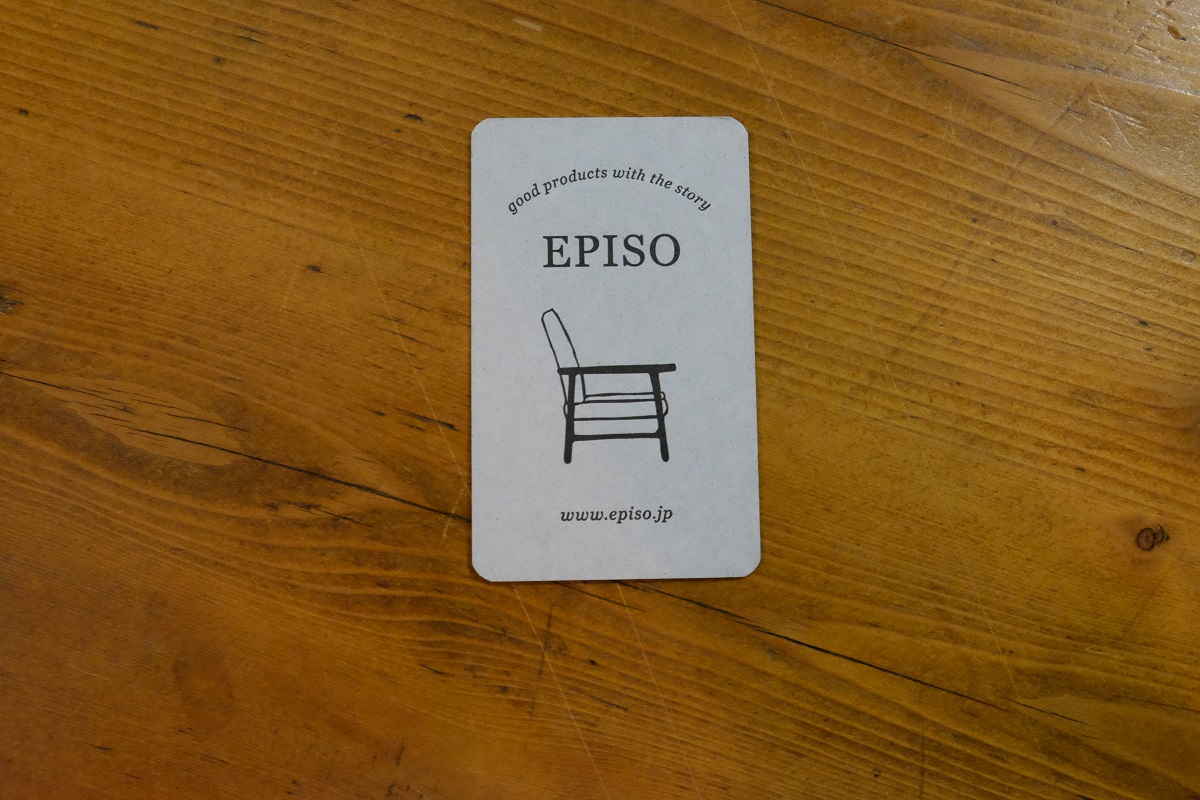 good products with the story
EPISO
www.episo.jp